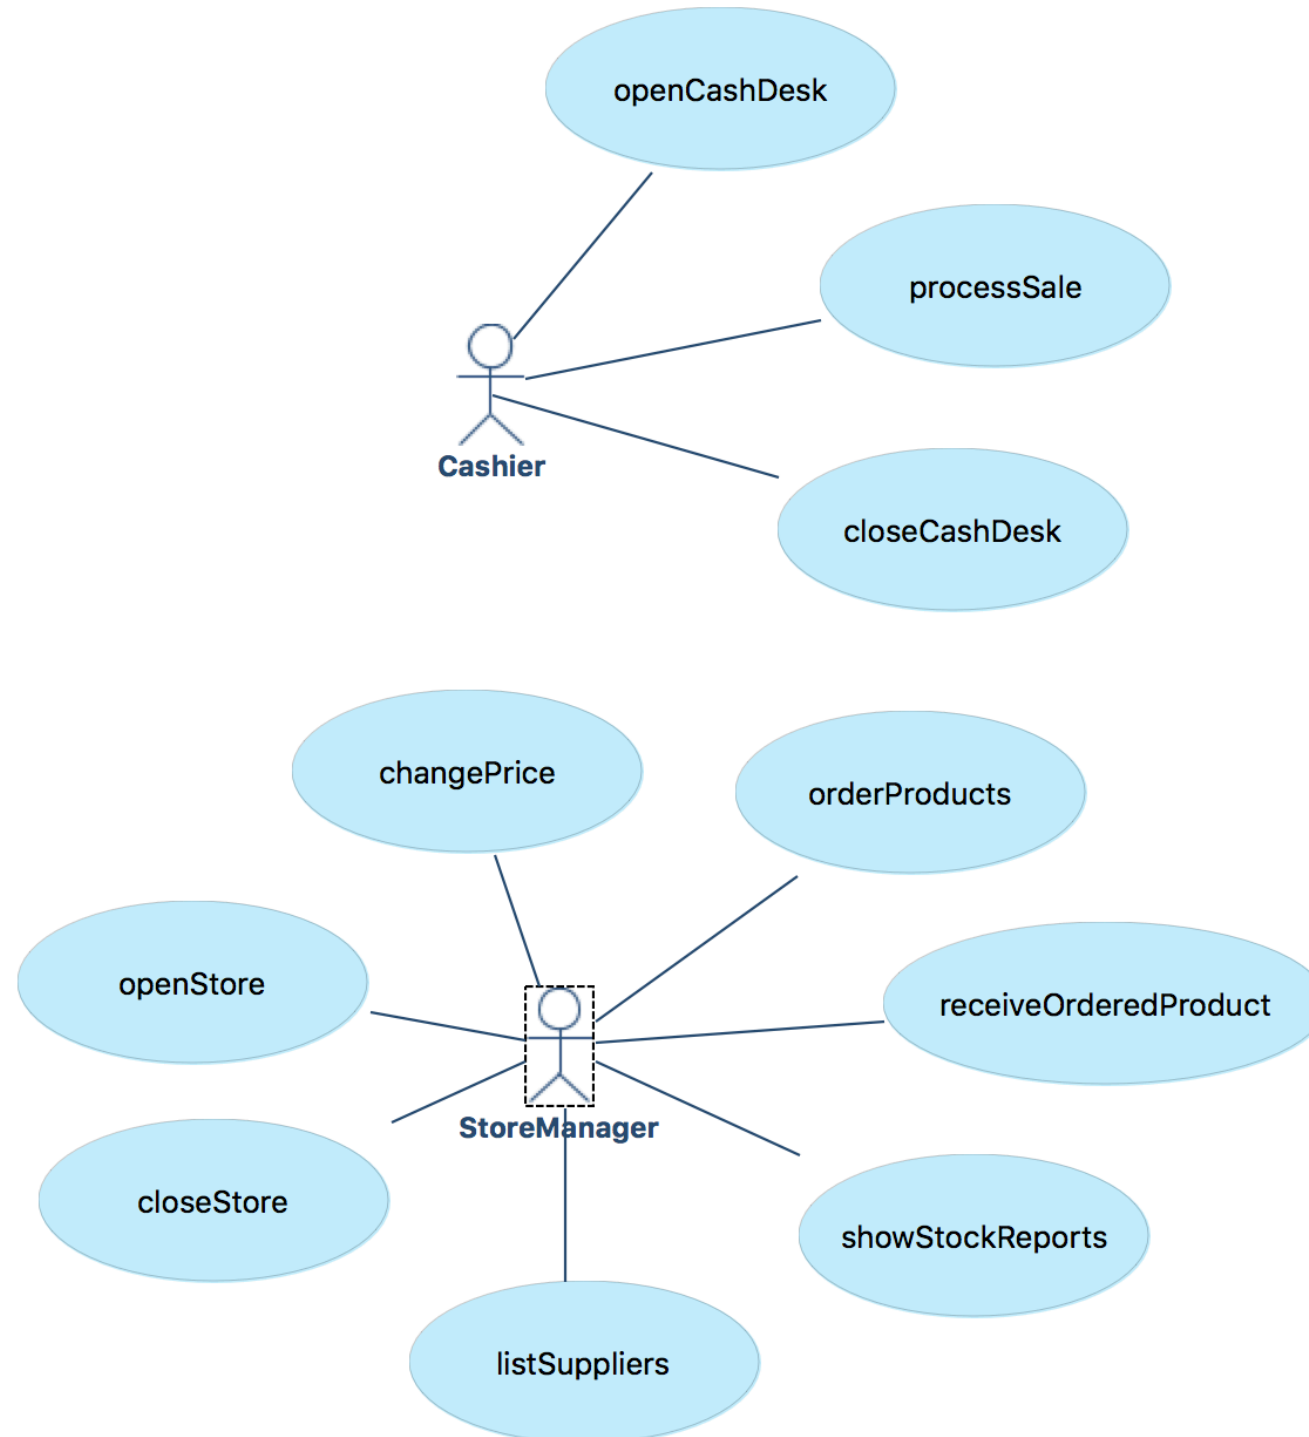 openCashDesk
processSale
Cashier
closeCashDesk
changePrice
orderProducts
openStore
receiveOrderedProduct
StoreManager
closeStore
showStockReports
listSuppliers